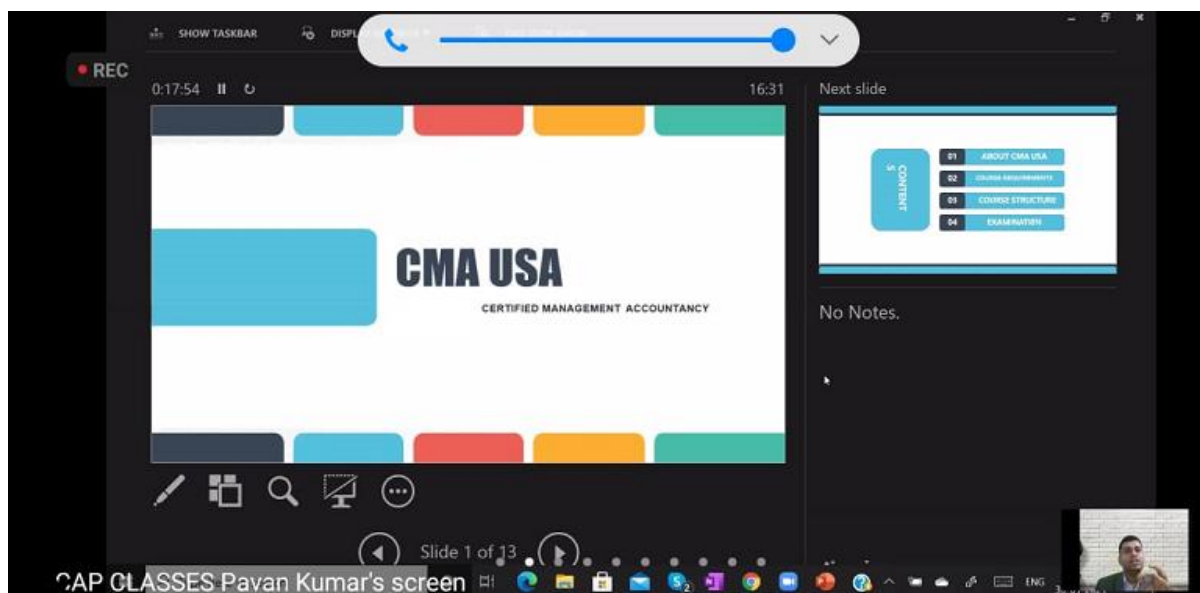 SHOW TASKBAR
REC
0:17:54
16:31
Next slide
CMA USA
CERTIFIED MANAGEMENT ACCOUNTANCY
CONTENT
S
01 ABOUT CMA USA
02 COURSE REQUIREMENTS
03 COURSE STRUCTURE
04 EXAMINATION
No Notes.
Slide 1 of 13
CAP CLASSES Pavan Kumar's screen
ENG